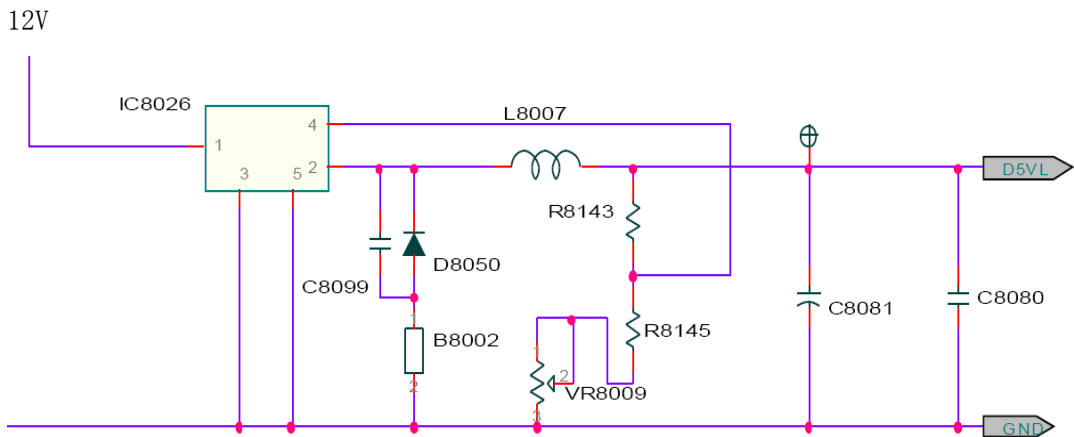 12V
IC8026
L8007
4
1
2
3
5
D5VL
R8143
D8050
C8099
C8081
C8080
1
B8002
R8145
2
1
2
VR8009
3
GND